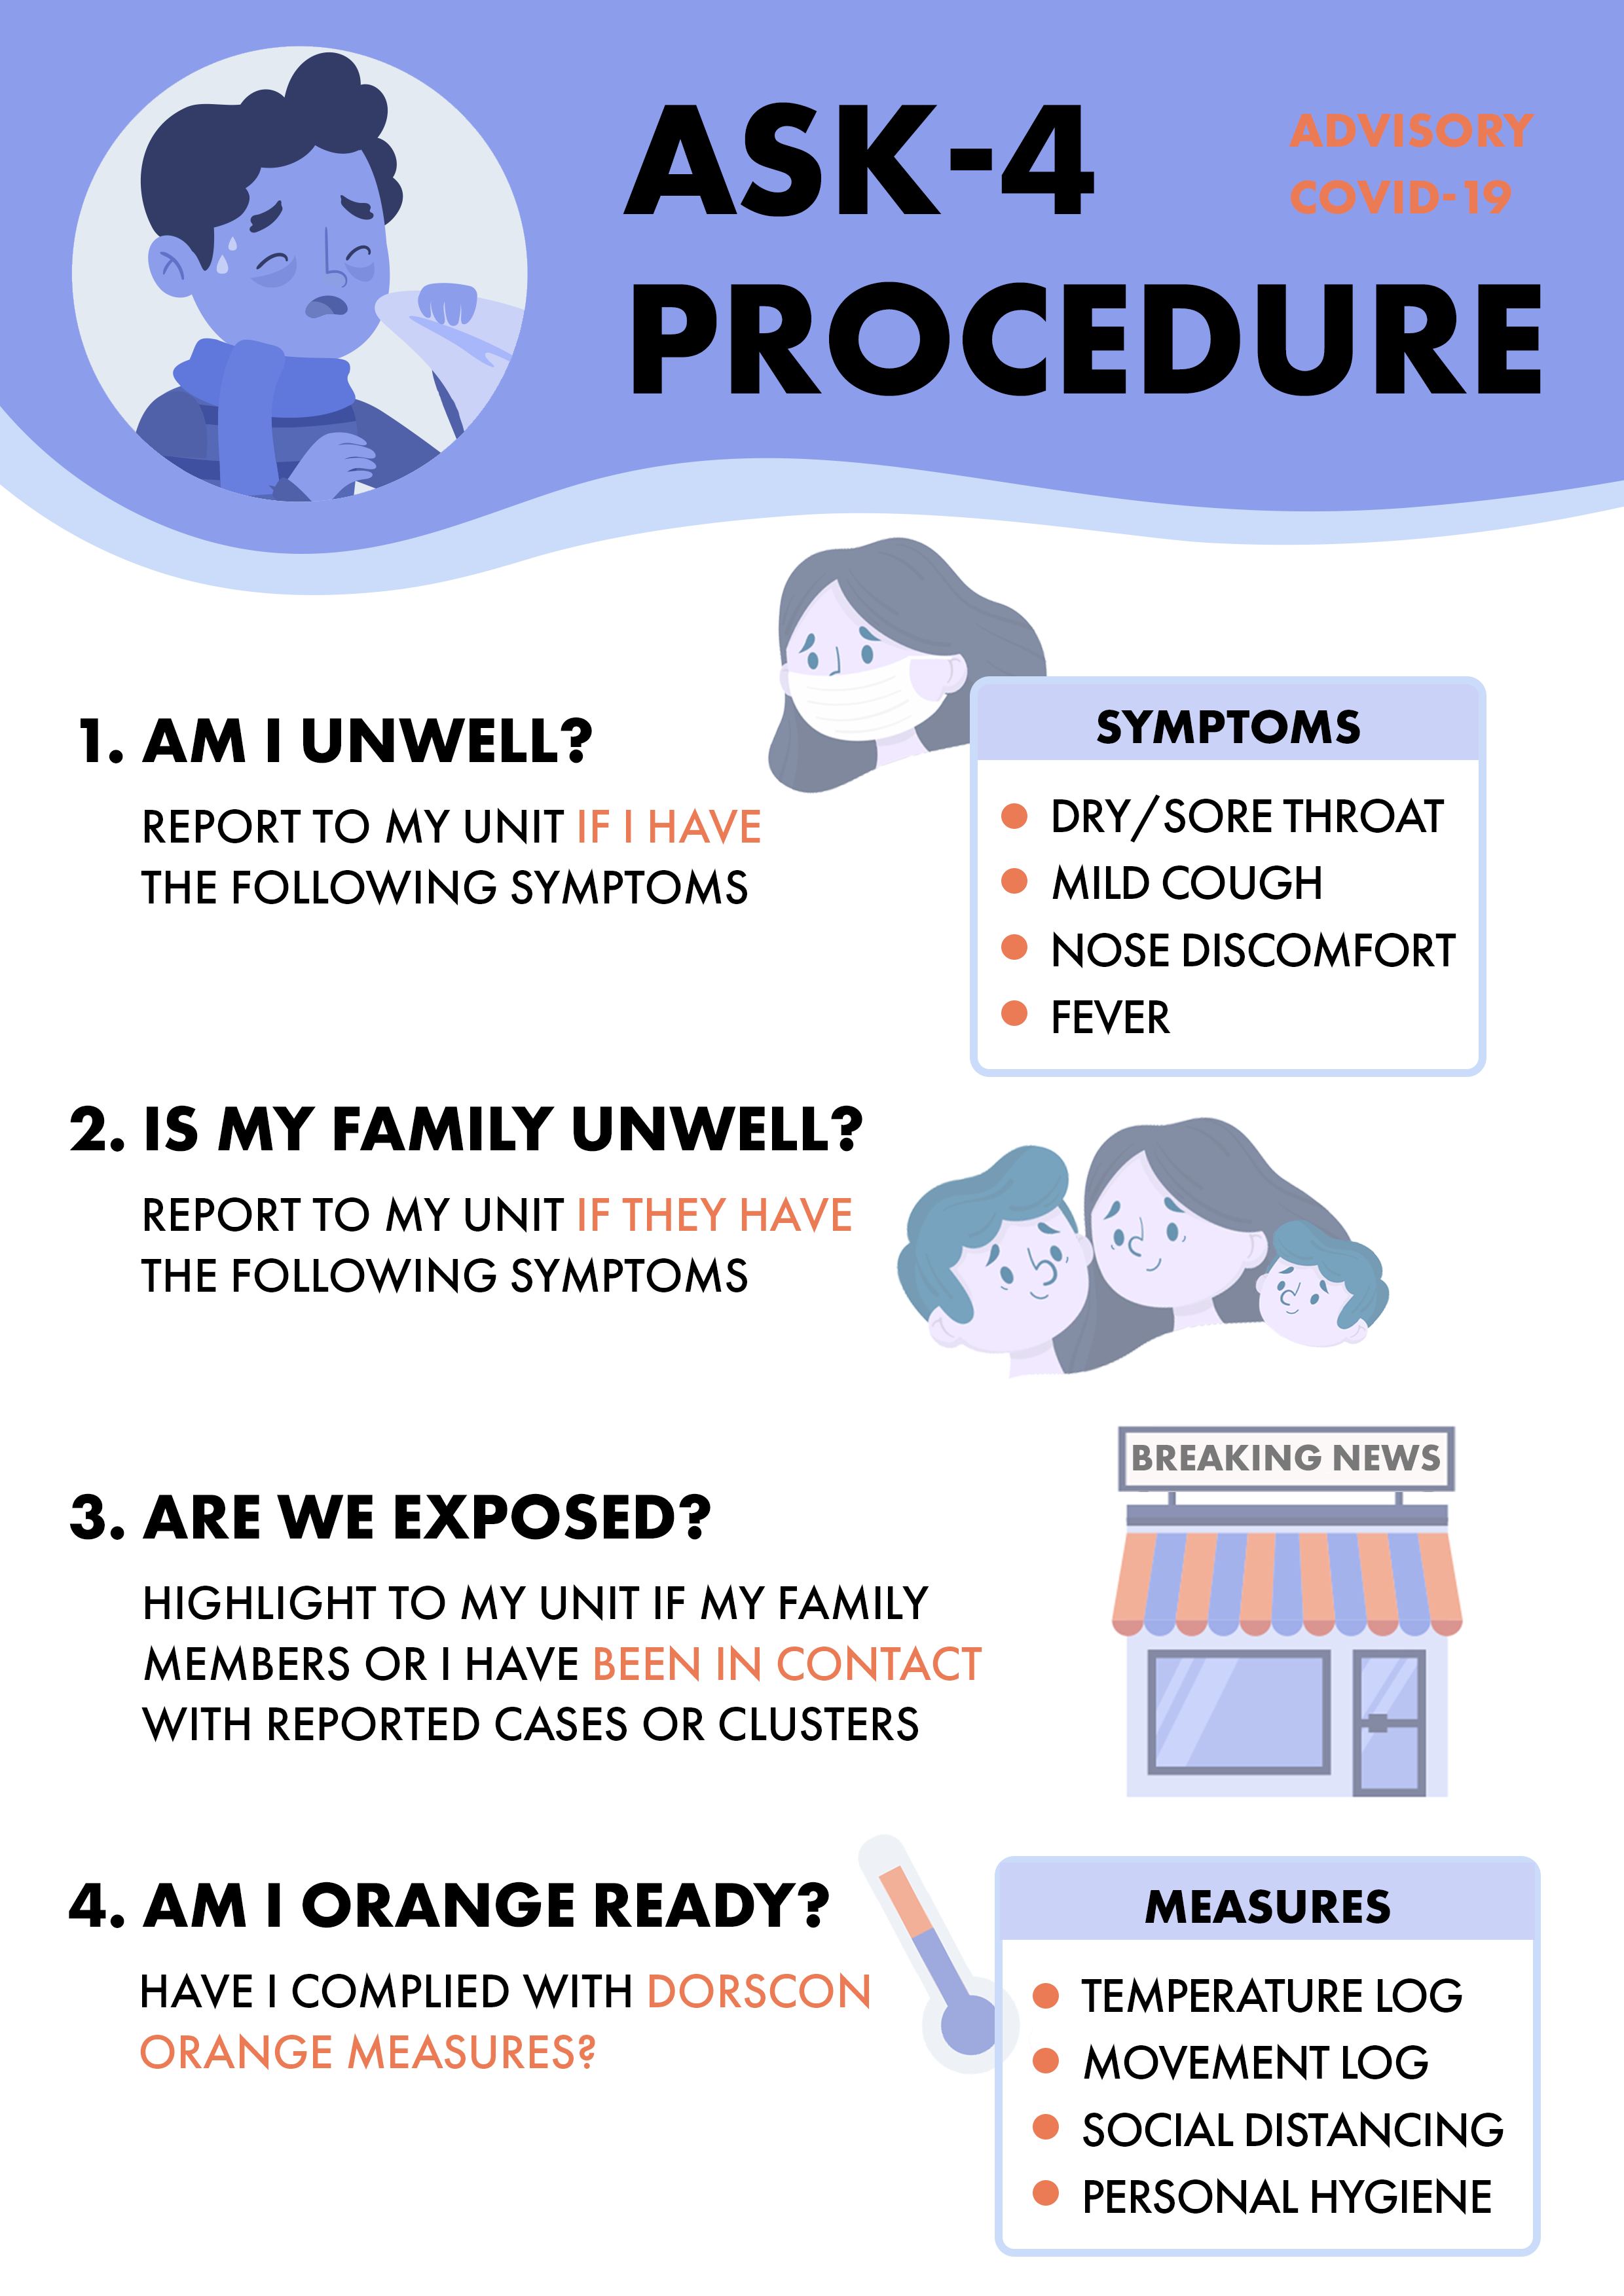 ASK-4
PROCEDURE
ADVISORY
COVID-19
1. AM I UNWELL?
REPORT TO MY UNIT IF I HAVE
THE FOLLOWING SYMPTOMS
SYMPTOMS
DRY/SORE THROAT
MILD COUGH
NOSE DISCOMFORT
FEVER
2. IS MY FAMILY UNWELL?
REPORT TO MY UNIT IF THEY HAVE
THE FOLLOWING SYMPTOMS
BREAKING NEWS
3. ARE WE EXPOSED?
HIGHLIGHT TO MY UNIT IF MY FAMILY
MEMBERS OR I HAVE BEEN IN CONTACT
WITH REPORTED CASES OR CLUSTERS
4. AM I ORANGE READY?
HAVE I COMPLIED WITH DORSCON
ORANGE MEASURES?
MEASURES
TEMPERATURE LOG
MOVEMENT LOG
SOCIAL DISTANCING
PERSONAL HYGIENE